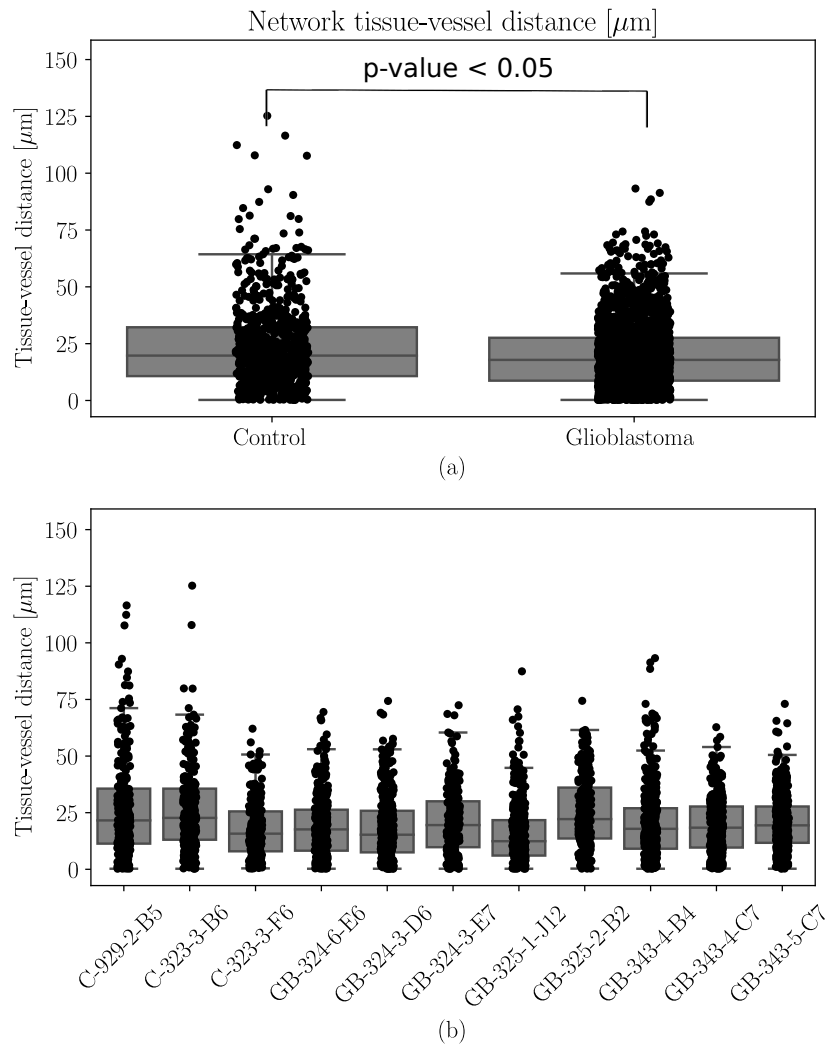 Network tissue-vessel distance [μm]
Tissue-vessel distance [μm]
150
125
100
75
50
25
0
p-value < 0.05
Control Glioblastoma
(a)
Tissue-vessel distance [μm]
150
125
100
75
50
25
0
C-929-2-B5
C-323-3-B6
C-323-3-F6
GB-324-6-E6
GB-324-3-D6
GB-324-3-E7
GB-325-1-J12
GB-325-2-B2
GB-343-4-B4
GB-343-4-C7
GB-343-5-C7
(b)